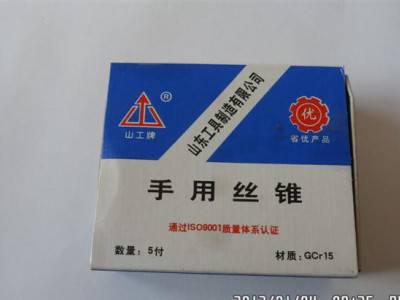 ®
山工牌
山东工具制造有限公司
优
省优产品
手用丝锥
通过ISO9001质量体系认证
数量：5付
材质：GCr15